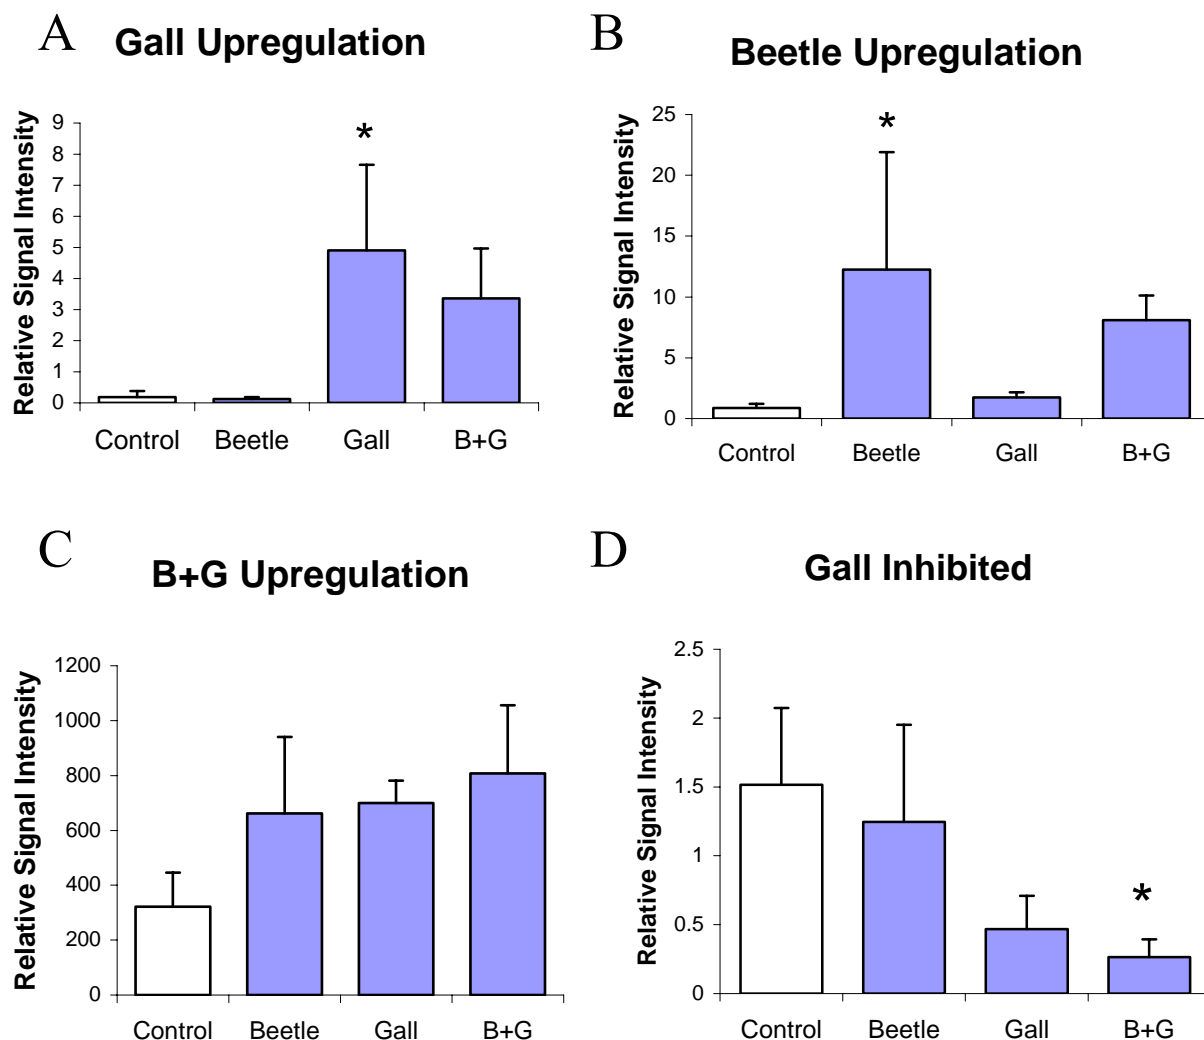 A
Gall Upregulation
Relative Signal Intensity
9
8
7
6
5
4
3
2
1
0
*
Control Beetle Gall B+G
B
Beetle Upregulation
Relative Signal Intensity
25
20
15
10
5
0
*
Control Beetle Gall B+G
C
B+G Upregulation
Relative Signal Intensity
1200
1000
800
600
400
200
0
Control Beetle Gall B+G
D
Gall Inhibited
Relative Signal Intensity
2.5
2
1.5
1
0.5
0
*
Control Beetle Gall B+G